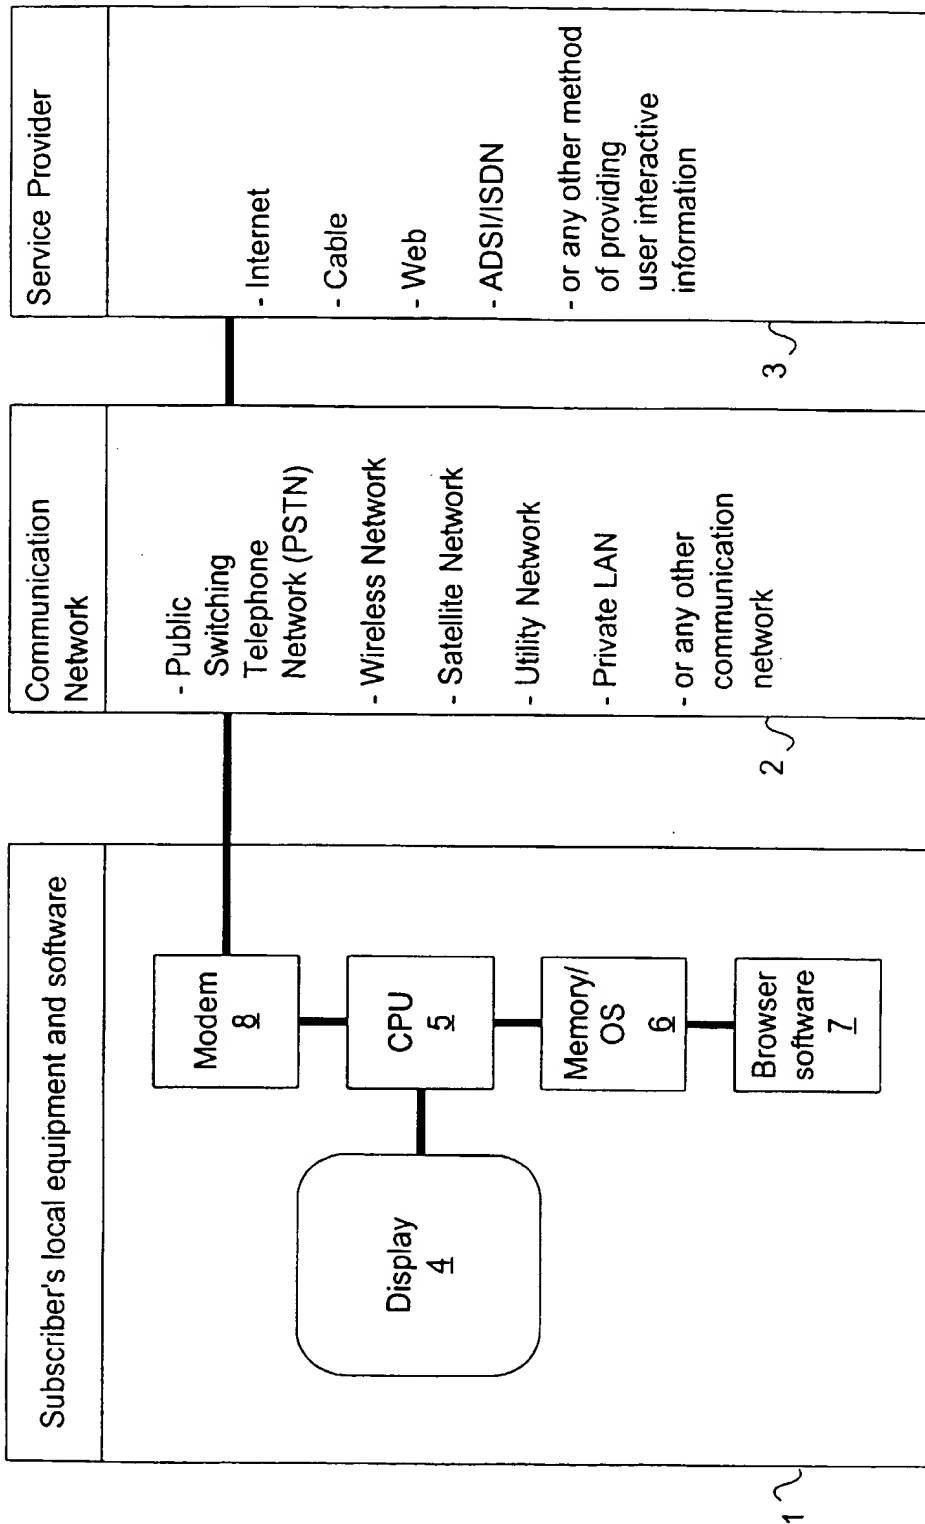 Subscriber's local equipment and software
Modem
8
CPU
5
Display
4
Memory/
OS
6
Browser
software
7
1
Communication
Network
- Public
Switching
Telephone
Network (PSTN)
- Wireless Network
- Satellite Network
- Utility Network
- Private LAN
- or any other
communication
network
2
Service Provider
- Internet
- Cable
- Web
- ADSI/ISDN
- or any other method
of providing
user interactive
information
3